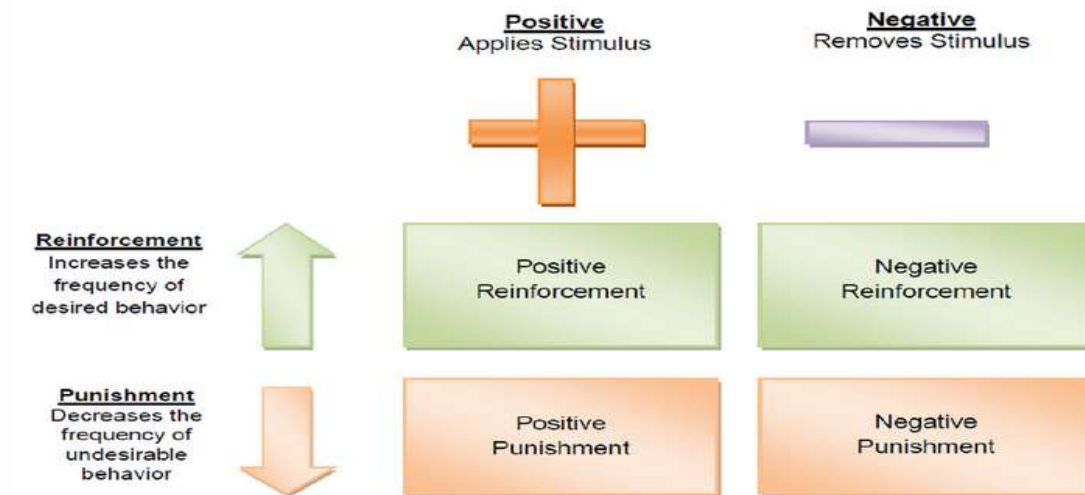 Positive
Applies Stimulus
Negative
Removes Stimulus
Reinforcement
Increases the
frequency of
desired behavior
Positive
Reinforcement
Negative
Reinforcement
Punishment
Decreases the
frequency of
undesirable
behavior
Positive
Punishment
Negative
Punishment